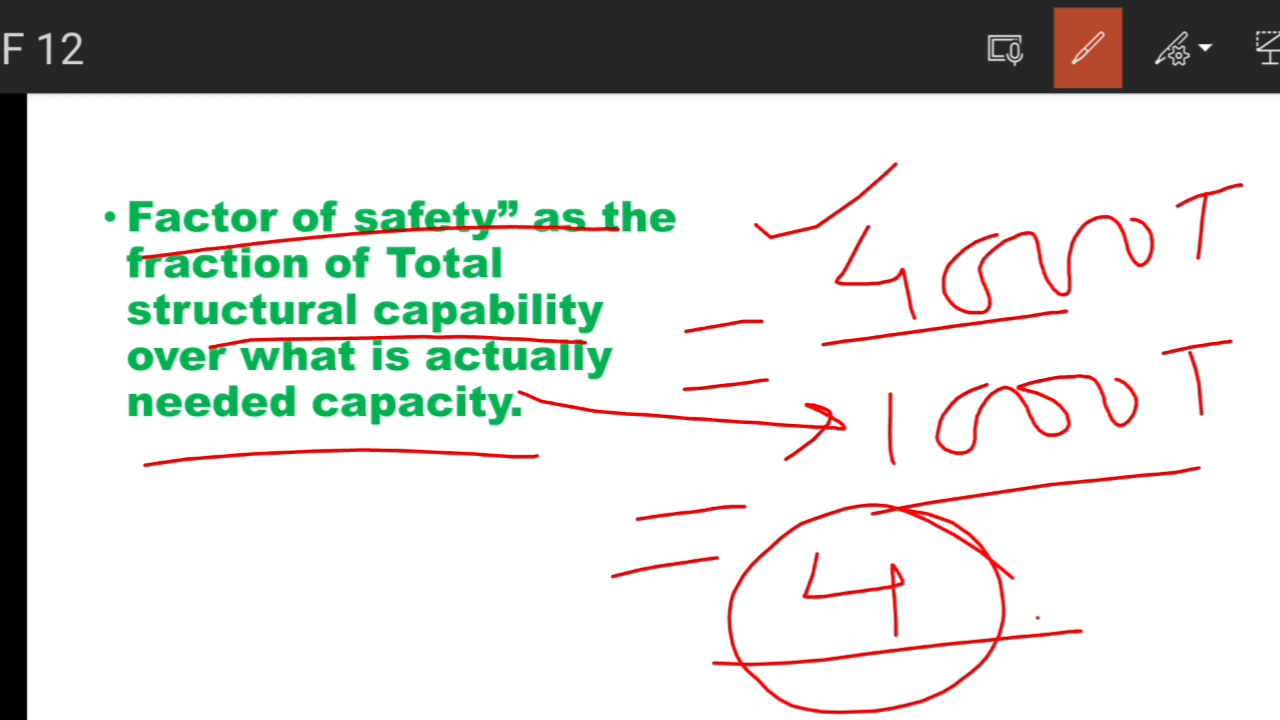 F 12
• Factor of safety” as the
fraction of Total
structural capability
over what is actually
needed capacity.
= 4000T
1000T
= 4